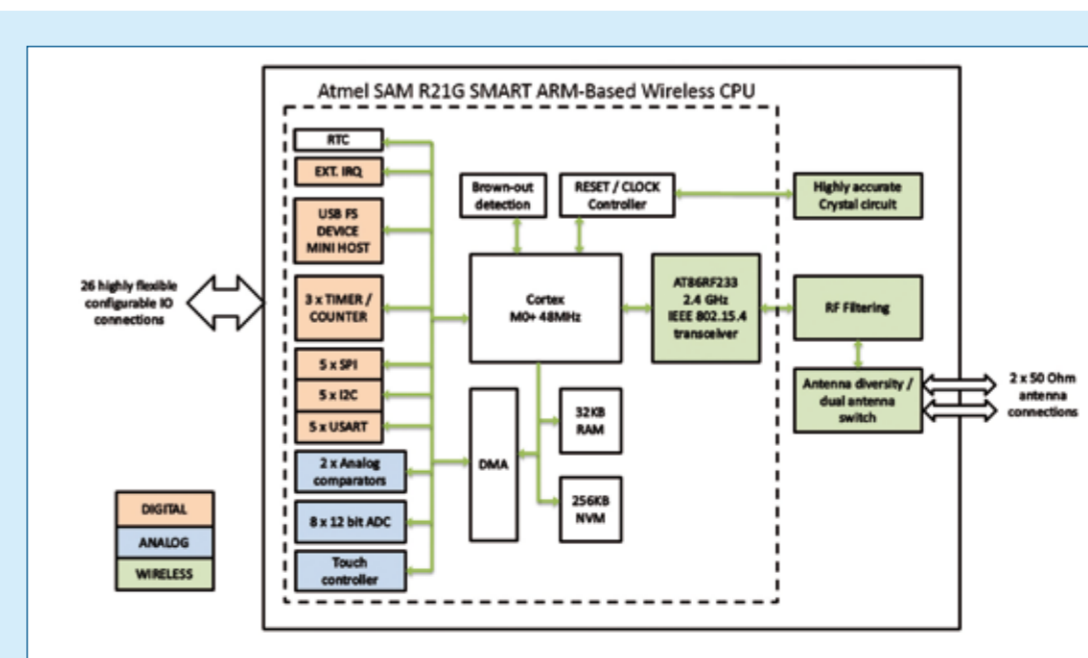 Atmel SAM R21G SMART ARM-Based Wireless CPU
RTC
EXT. IRQ
USB FS
DEVICE
MINI HOST
3 x TIMER /
COUNTER
5 x SPI
5 x I2C
5 x USART
2 x Analog
comparators
8 x 12 bit ADC
Touch
controller
Brown-out
detection
RESET / CLOCK
Controller
Cortex
M0+ 48MHz
AT86RF233
2.4 GHz
IEEE 802.15.4
transceiver
DMA
32KB
RAM
256KB
NVM
Highly accurate
Crystal circuit
RF Filtering
Antenna diversity /
dual antenna
switch
26 highly flexible
configurable IO
connections
2 x 50 Ohm
antenna
connections
DIGITAL
ANALOG
WIRELESS